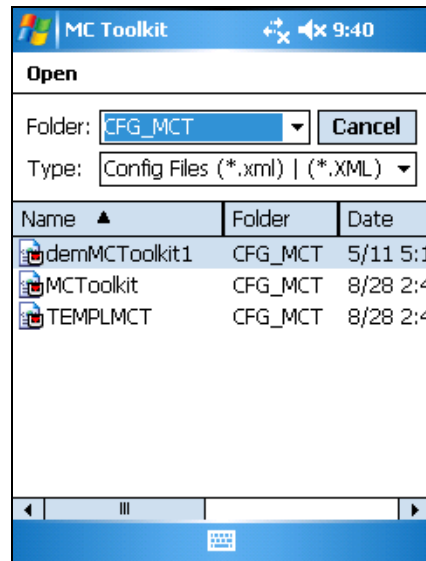 MC Toolkit 9:40
Open
Folder: CFG_MCT Cancel
Type: Config Files (*.xml) | (*.XML)
Name Folder Date
demMCToolkit1 CFG_MCT 5/11 5:1
MCToolkit CFG_MCT 8/28 2:4
TEMPLMCT CFG_MCT 8/28 2:4